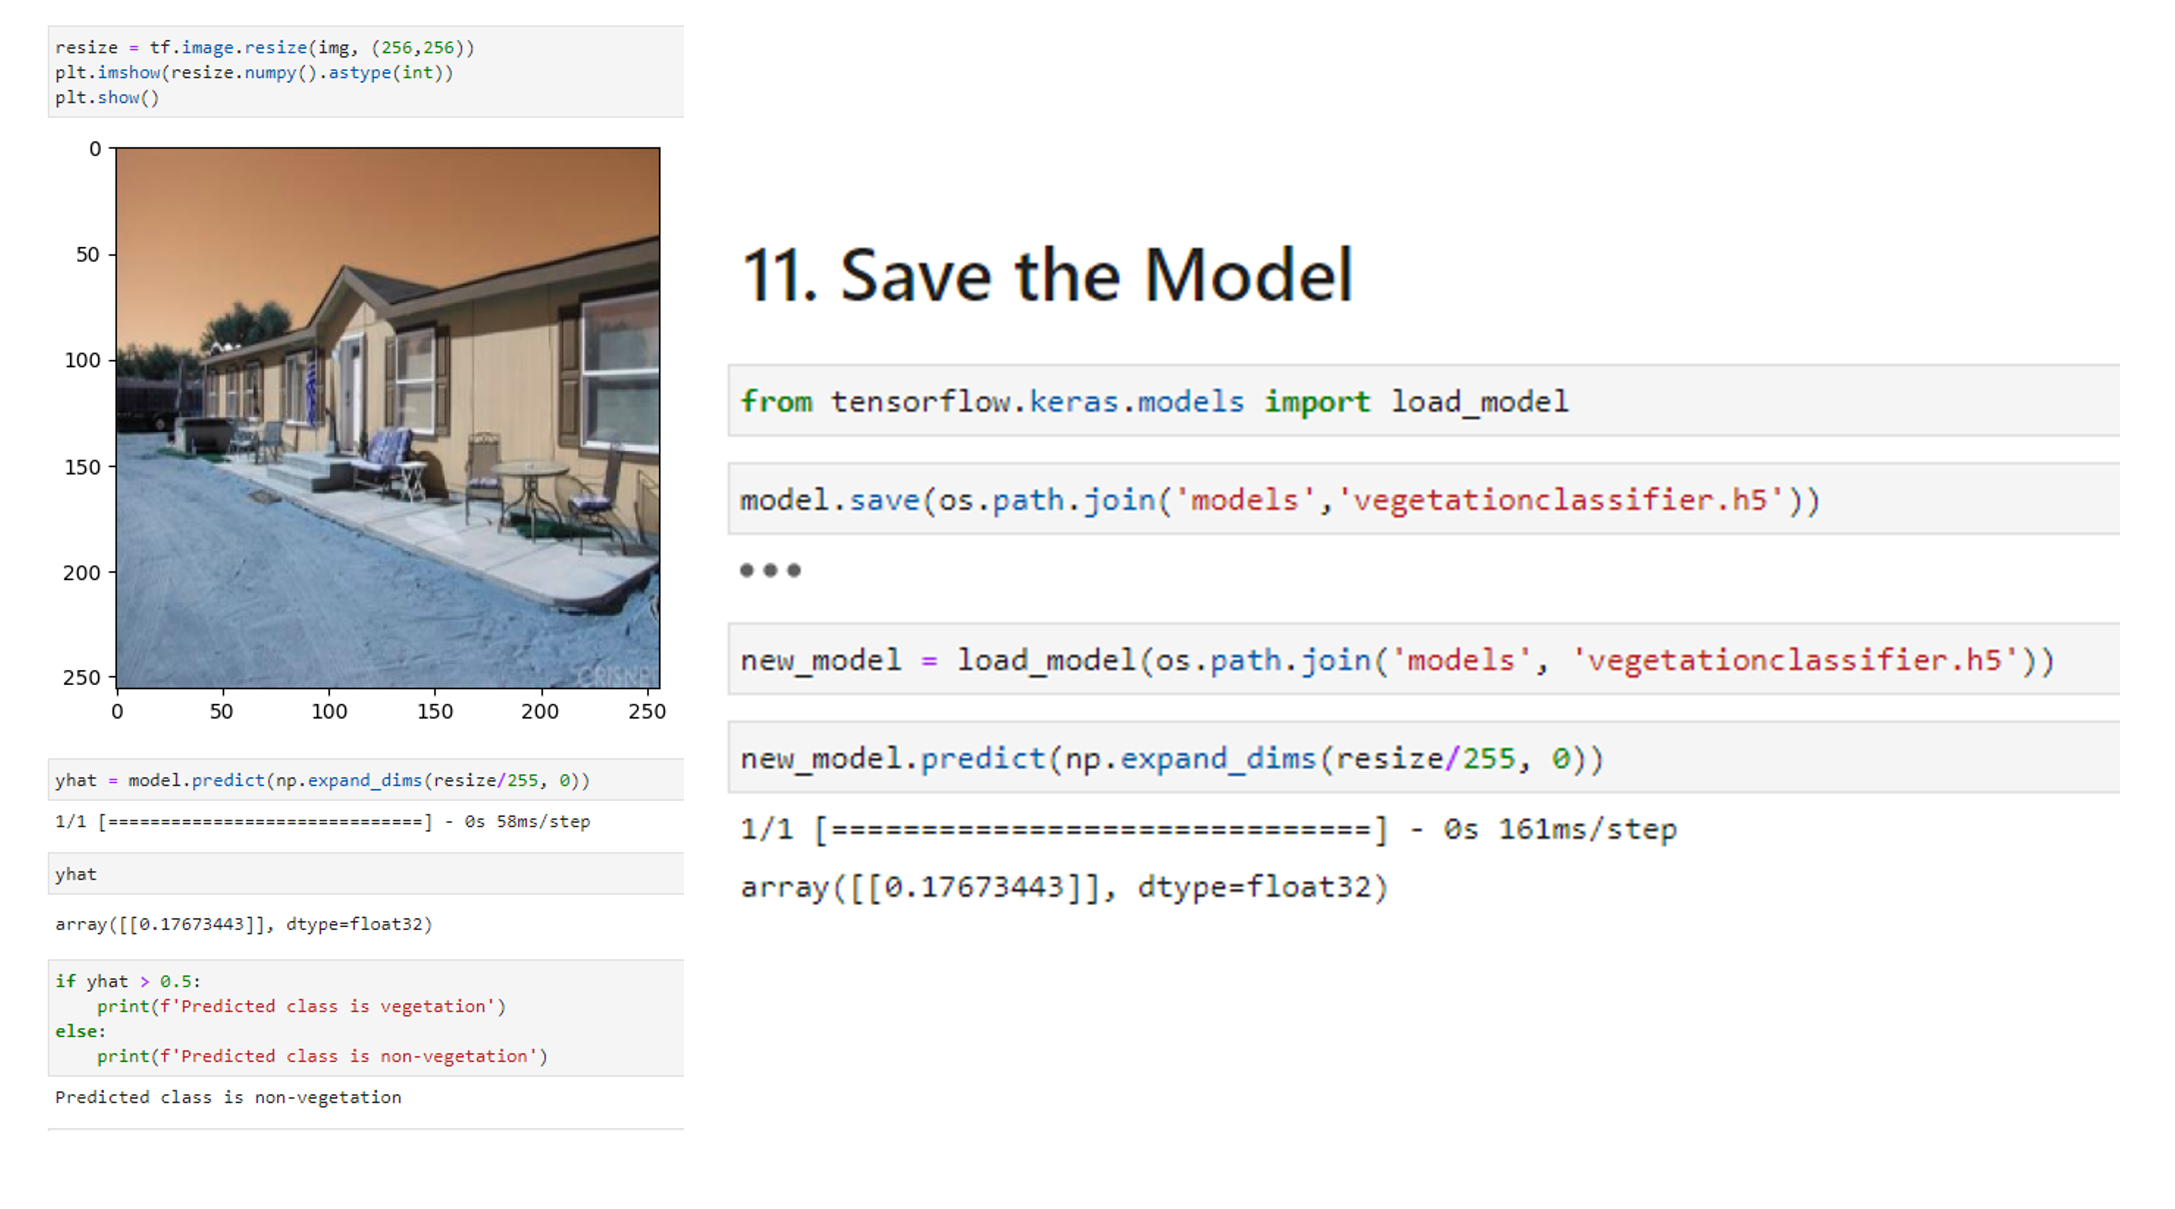 resize = tf.image.resize(img, (256,256))
plt.imshow(resize.numpy().astype(int))
plt.show()
0
50
100
150
200
250
0 50 100 150 200 250
yhat = model.predict(np.expand_dims(resize/255, 0))
1/1 [==============================] - 0s 58ms/step
yhat
array([[0.17673443]], dtype=float32)
if yhat > 0.5:
    print(f'Predicted class is vegetation')
else:
    print(f'Predicted class is non-vegetation')
Predicted class is non-vegetation
11. Save the Model
from tensorflow.keras.models import load_model
model.save(os.path.join('models','vegetationclassifier.h5'))
new_model = load_model(os.path.join('models', 'vegetationclassifier.h5'))
new_model.predict(np.expand_dims(resize/255, 0))
1/1 [==============================] - 0s 161ms/step
array([[0.17673443]], dtype=float32)